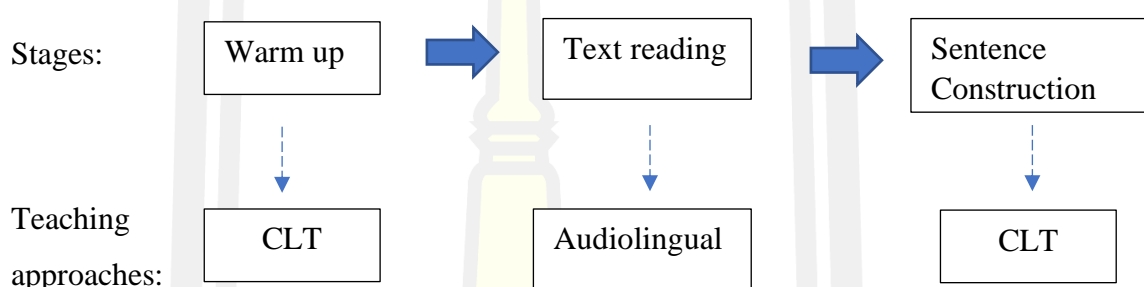 Stages:
Warm up
Text reading
Sentence
Construction
Teaching
approaches:
CLT
Audiolingual
CLT